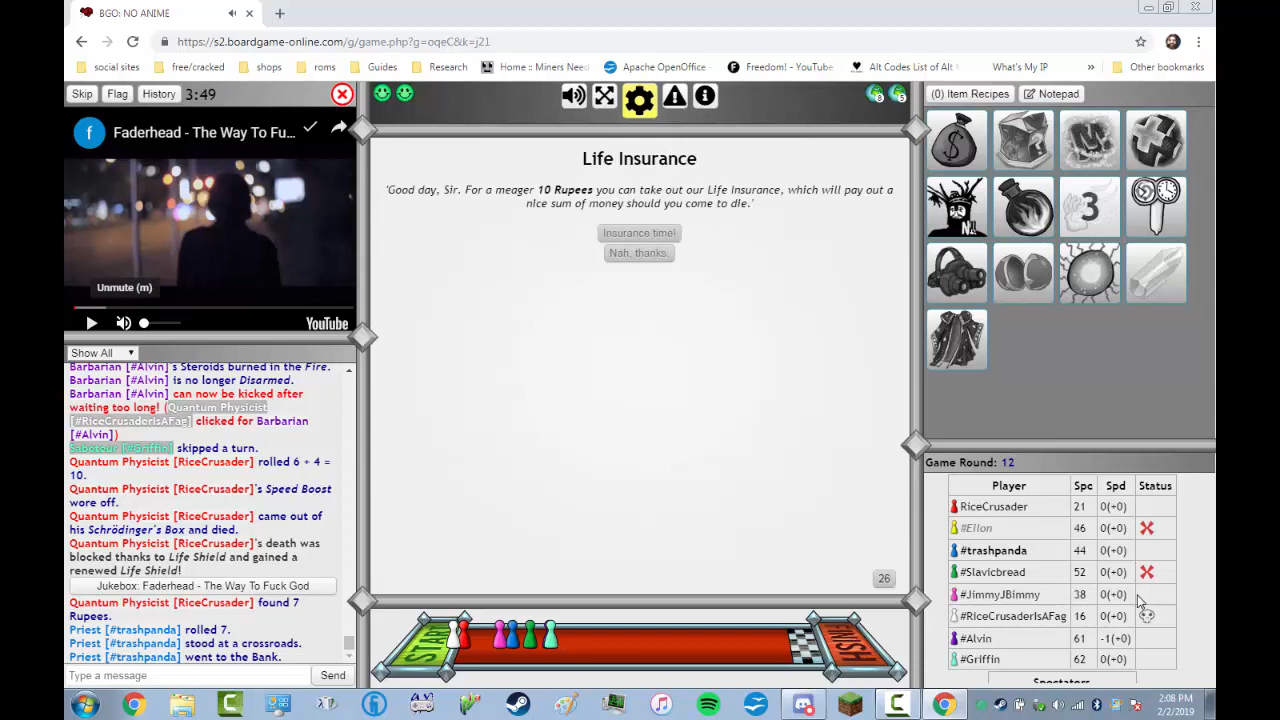 BGO: NO ANIME
https://s2.boardgame-online.com/g/game.php?g=oqeC&k=j21
social sites
free/cracked
shops
roms
Guides
Research
Home :: Miners Need
Apache OpenOffice -
Freedom! - YouTube
Alt Codes List of Alt
What's My IP
»
Other bookmarks
Skip
Flag
History
3:49
Faderhead - The Way To Fu...
Unmute (m)
YouTube
Show All
Barbarian [#Alvin]'s Steroids burned in the Fire.
Barbarian [#Alvin] is no longer Disarmed.
Barbarian [#Alvin] can now be kicked after
waiting too long! (Quantum Physicist
[#RiceCrusaderIsAFag] clicked for Barbarian
[#Alvin])
Saboteur [#Griffin] skipped a turn.
Quantum Physicist [RiceCrusader] rolled 6 + 4 =
10.
Quantum Physicist [RiceCrusader]'s Speed Boost
wore off.
Quantum Physicist [RiceCrusader] came out of
his Schrödinger's Box and died.
Quantum Physicist [RiceCrusader]'s death was
blocked thanks to Life Shield and gained a
renewed Life Shield!
Jukebox: Faderhead - The Way To Fuck God
Quantum Physicist [RiceCrusader] found 7
Rupees.
Priest [#trashpanda] rolled 7.
Priest [#trashpanda] stood at a crossroads.
Priest [#trashpanda] went to the Bank.
Type a message
Send
Life Insurance
'Good day, Sir. For a meager 10 Rupees you can take out our Life Insurance, which will pay out a
nice sum of money should you come to die.'
Insurance time!
Nah, thanks.
26
START
FINISH
(0) Item Recipes
Notepad
$
3
Game Round: 12
Player Spc Spd Status
RiceCrusader 21 0(+0)
#Ellon 46 0(+0)
#trashpanda 44 0(+0)
#Slavicbread 52 0(+0)
#JimmyJBimmy 38 0(+0)
#RiceCrusaderIsAFag 16 0(+0)
#Alvin 61 -1(+0)
#Griffin 62 0(+0)
Spectators
2:08 PM
2/2/2019